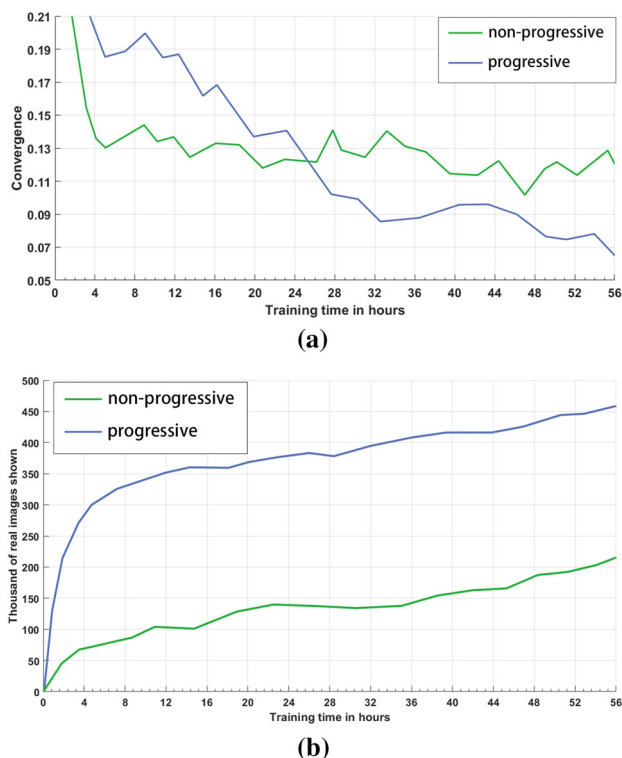 0.21
0.19
0.17
0.15
0.13
0.11
0.09
0.07
0.05
Convergence
non-progressive
progressive
0 4 8 12 16 20 24 28 32 36 40 44 48 52 56
Training time in hours
(a)
500
450
400
350
300
250
200
150
100
50
0
Thousand of real images shown
non-progressive
progressive
0 4 8 12 16 20 24 28 32 36 40 44 48 52 56
Training time in hours
(b)